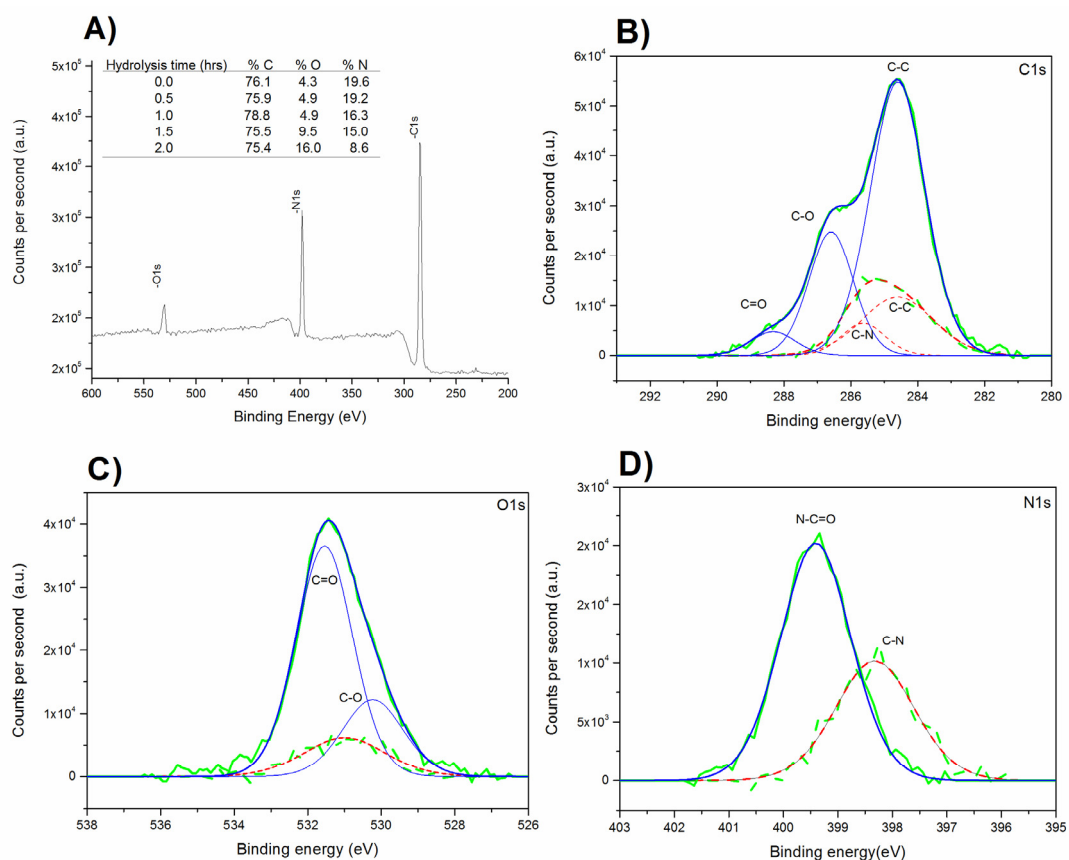 A)
Hydrolysis time (hrs) % C % O % N
0.0 76.1 4.3 19.6
0.5 75.9 4.9 19.2
1.0 78.8 4.9 16.3
1.5 75.5 9.5 15.0
2.0 75.4 16.0 8.6
5x10⁵
4x10⁵
4x10⁵
3x10⁵
3x10⁵
2x10⁵
2x10⁵
Counts per second (a.u.)
-O1s
-N1s
-C1s
600 550 500 450 400 350 300 250 200
Binding Energy (eV)
B)
C1s
6x10⁴
5x10⁴
4x10⁴
3x10⁴
2x10⁴
1x10⁴
0
Counts per second (a.u.)
C-C
C-O
C=O
C-C
C-N
292 290 288 286 284 282 280
Binding energy(eV)
C)
O1s
4x10⁴
3x10⁴
2x10⁴
1x10⁴
0
Counts per second (a.u.)
C=O
C-O
538 536 534 532 530 528 526
Binding energy (eV)
D)
N1s
3x10⁴
2x10⁴
2x10⁴
1x10⁴
5x10³
0
Counts per second (a.u.)
N-C=O
C-N
403 402 401 400 399 398 397 396 395
Binding energy(eV)